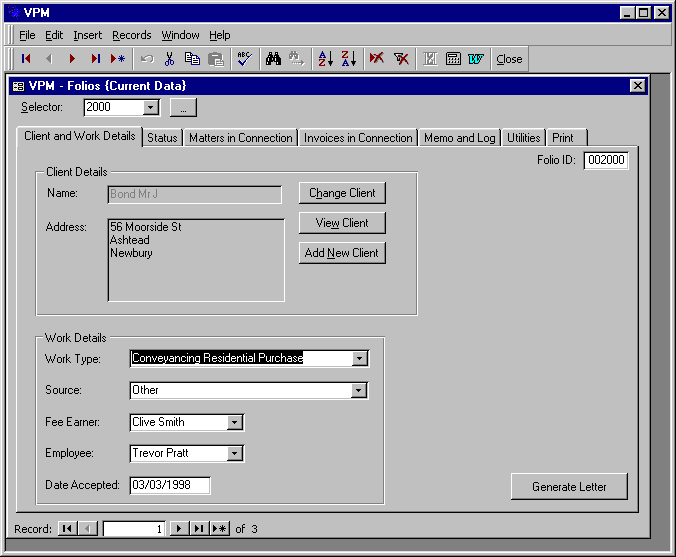 VPM
File Edit Insert Records Window Help
ABC A Z Z A W Close
VPM - Folios {Current Data}
Selector: 2000 ...
Client and Work Details Status Matters in Connection Invoices in Connection Memo and Log Utilities Print
Folio ID: 002000
Client Details
Name: Bond Mr J Change Client
Address: 56 Moorside St View Client
Ashtead
Newbury Add New Client
Work Details
Work Type: Conveyancing Residential Purchase
Source: Other
Fee Earner: Clive Smith
Employee: Trevor Pratt
Date Accepted: 03/03/1998
Generate Letter
Record: 1 of 3